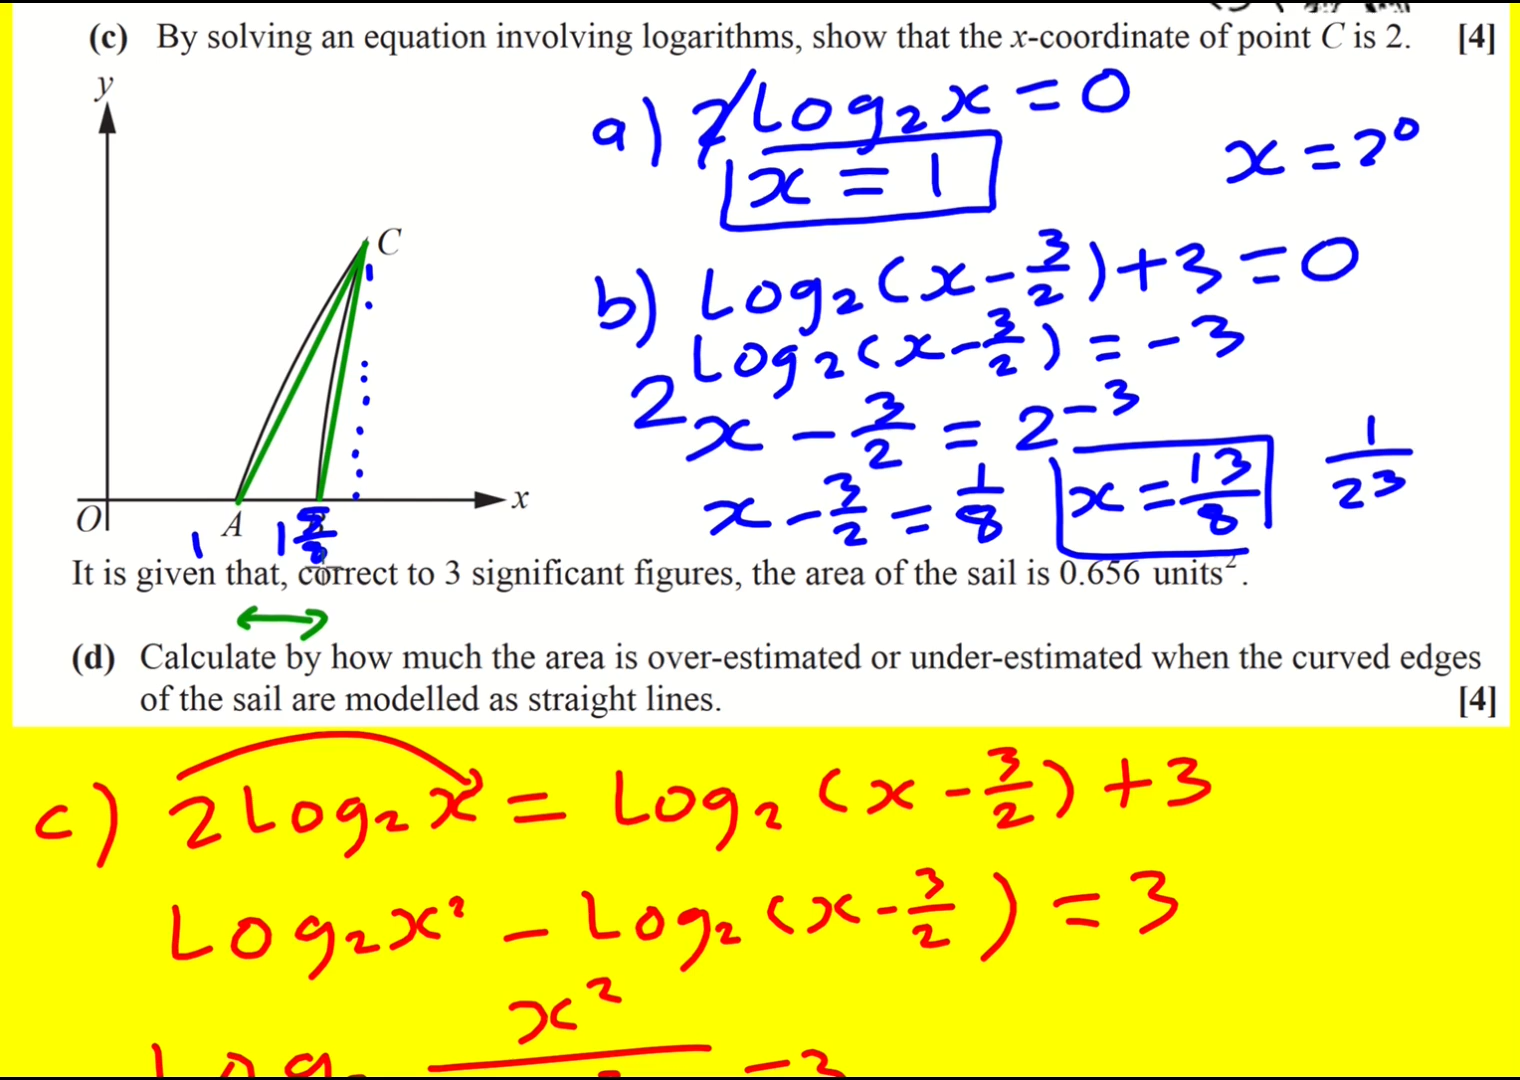 (c) By solving an equation involving logarithms, show that the x-coordinate of point C is 2. [4]
y
a) 2Log₂x = 0
x = 1
x = 2⁰
C
b) Log₂(x - 3/2) + 3 = 0
Log₂(x - 3/2) = -3
2
x - 3/2 = 2⁻³
x - 3/2 = 1/8
x = 13/8
1/2³
O A x
1 1 5/8
It is given that, correct to 3 significant figures, the area of the sail is 0.656 units².
(d) Calculate by how much the area is over-estimated or under-estimated when the curved edges
of the sail are modelled as straight lines. [4]
c) 2Log₂x = Log₂(x - 3/2) + 3
Log₂x² - Log₂(x - 3/2) = 3
x²